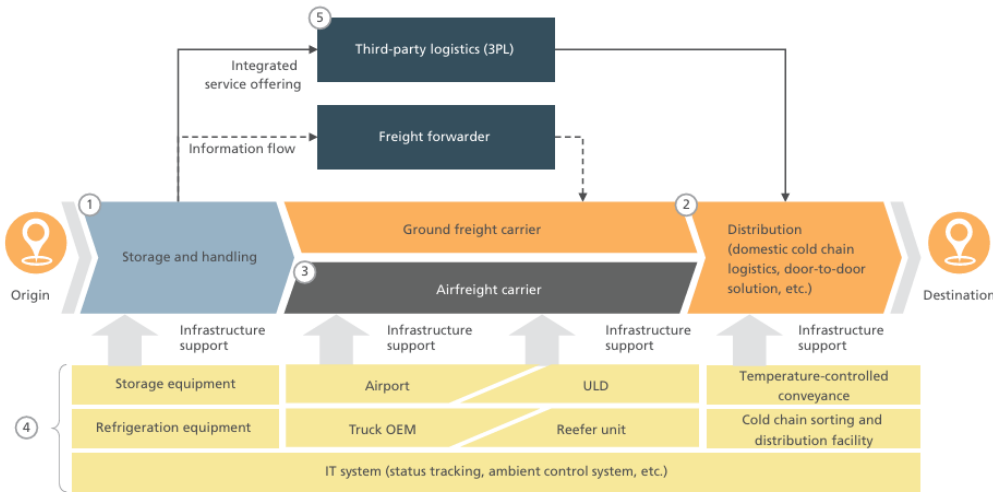 5
Third-party logistics (3PL)
Integrated
service offering
Freight forwarder
Information flow
1
2
Ground freight carrier
Distribution
(domestic cold chain
logistics, door-to-door
solution, etc.)
Storage and handling
3
Airfreight carrier
Origin
Destination
Infrastructure
support
Infrastructure
support
Infrastructure
support
Infrastructure
support
Storage equipment
Airport
ULD
Temperature-controlled
conveyance
4
Refrigeration equipment
Truck OEM
Reefer unit
Cold chain sorting and
distribution facility
IT system (status tracking, ambient control system, etc.)